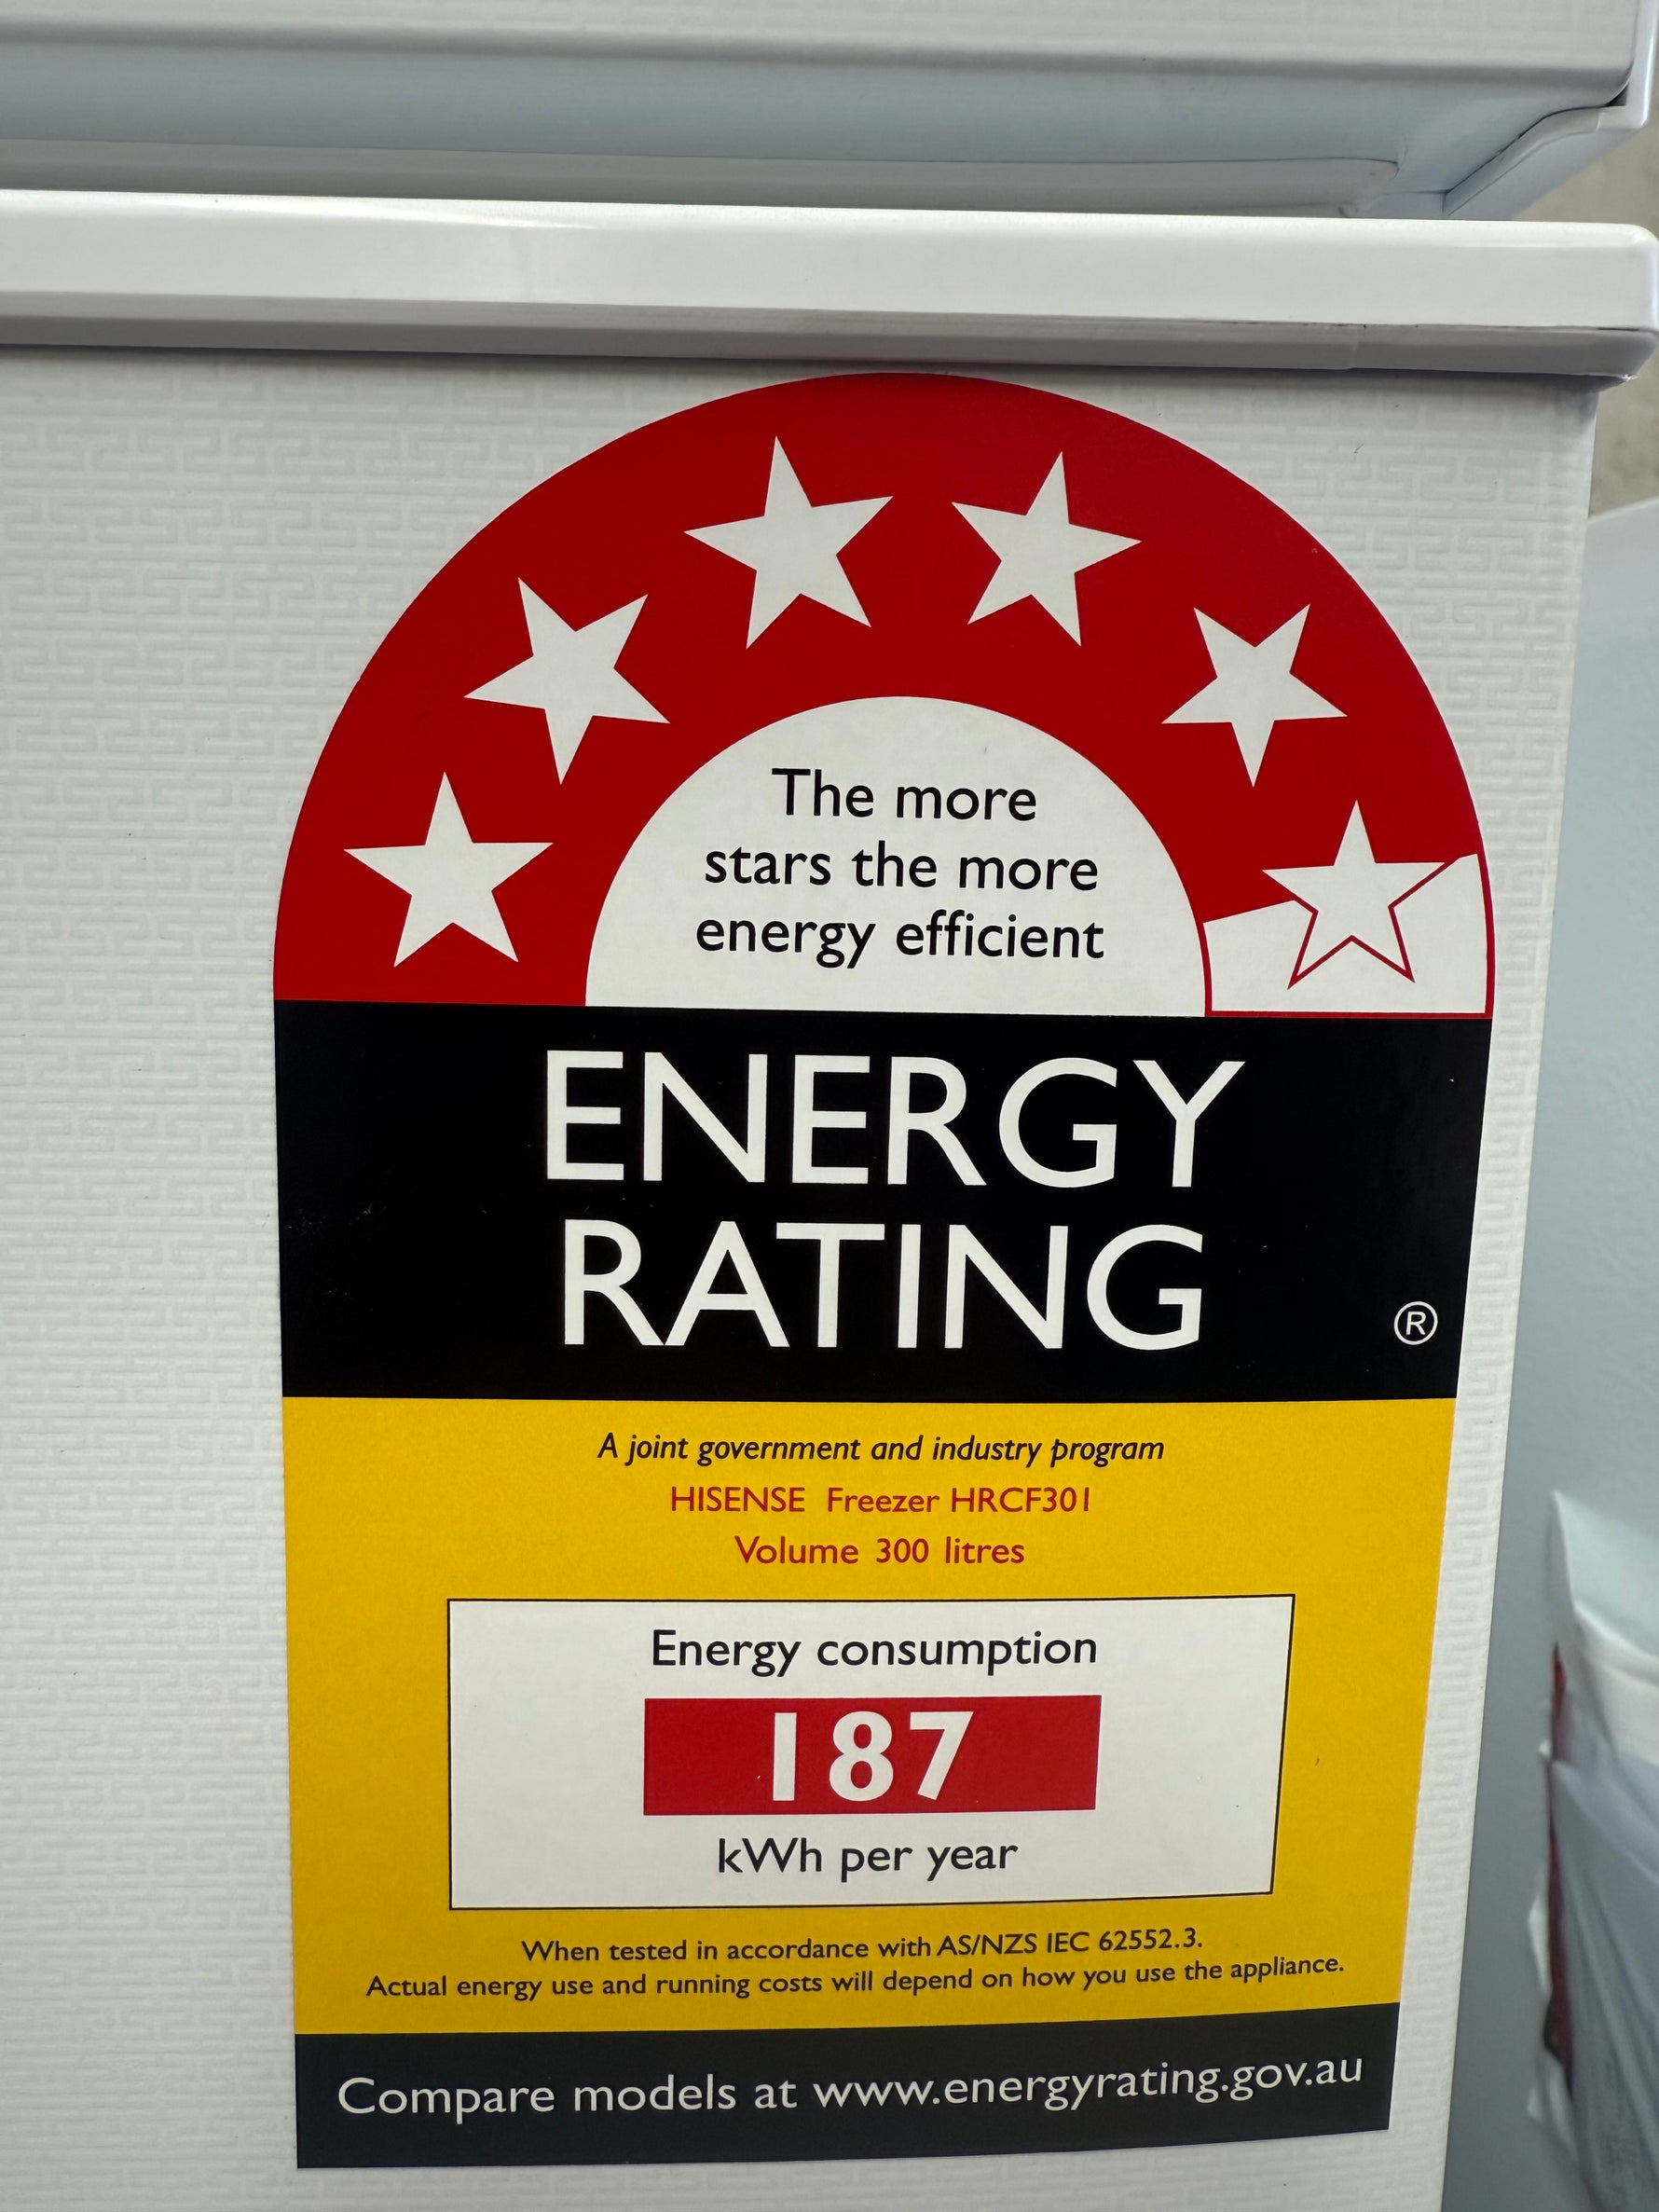 The more
stars the more
energy efficient
ENERGY
RATING
®
A joint government and industry program
HISENSE Freezer HRCF301
Volume 300 litres
Energy consumption
187
kWh per year
When tested in accordance with AS/NZS IEC 62552.3.
Actual energy use and running costs will depend on how you use the appliance.
Compare models at www.energyrating.gov.au